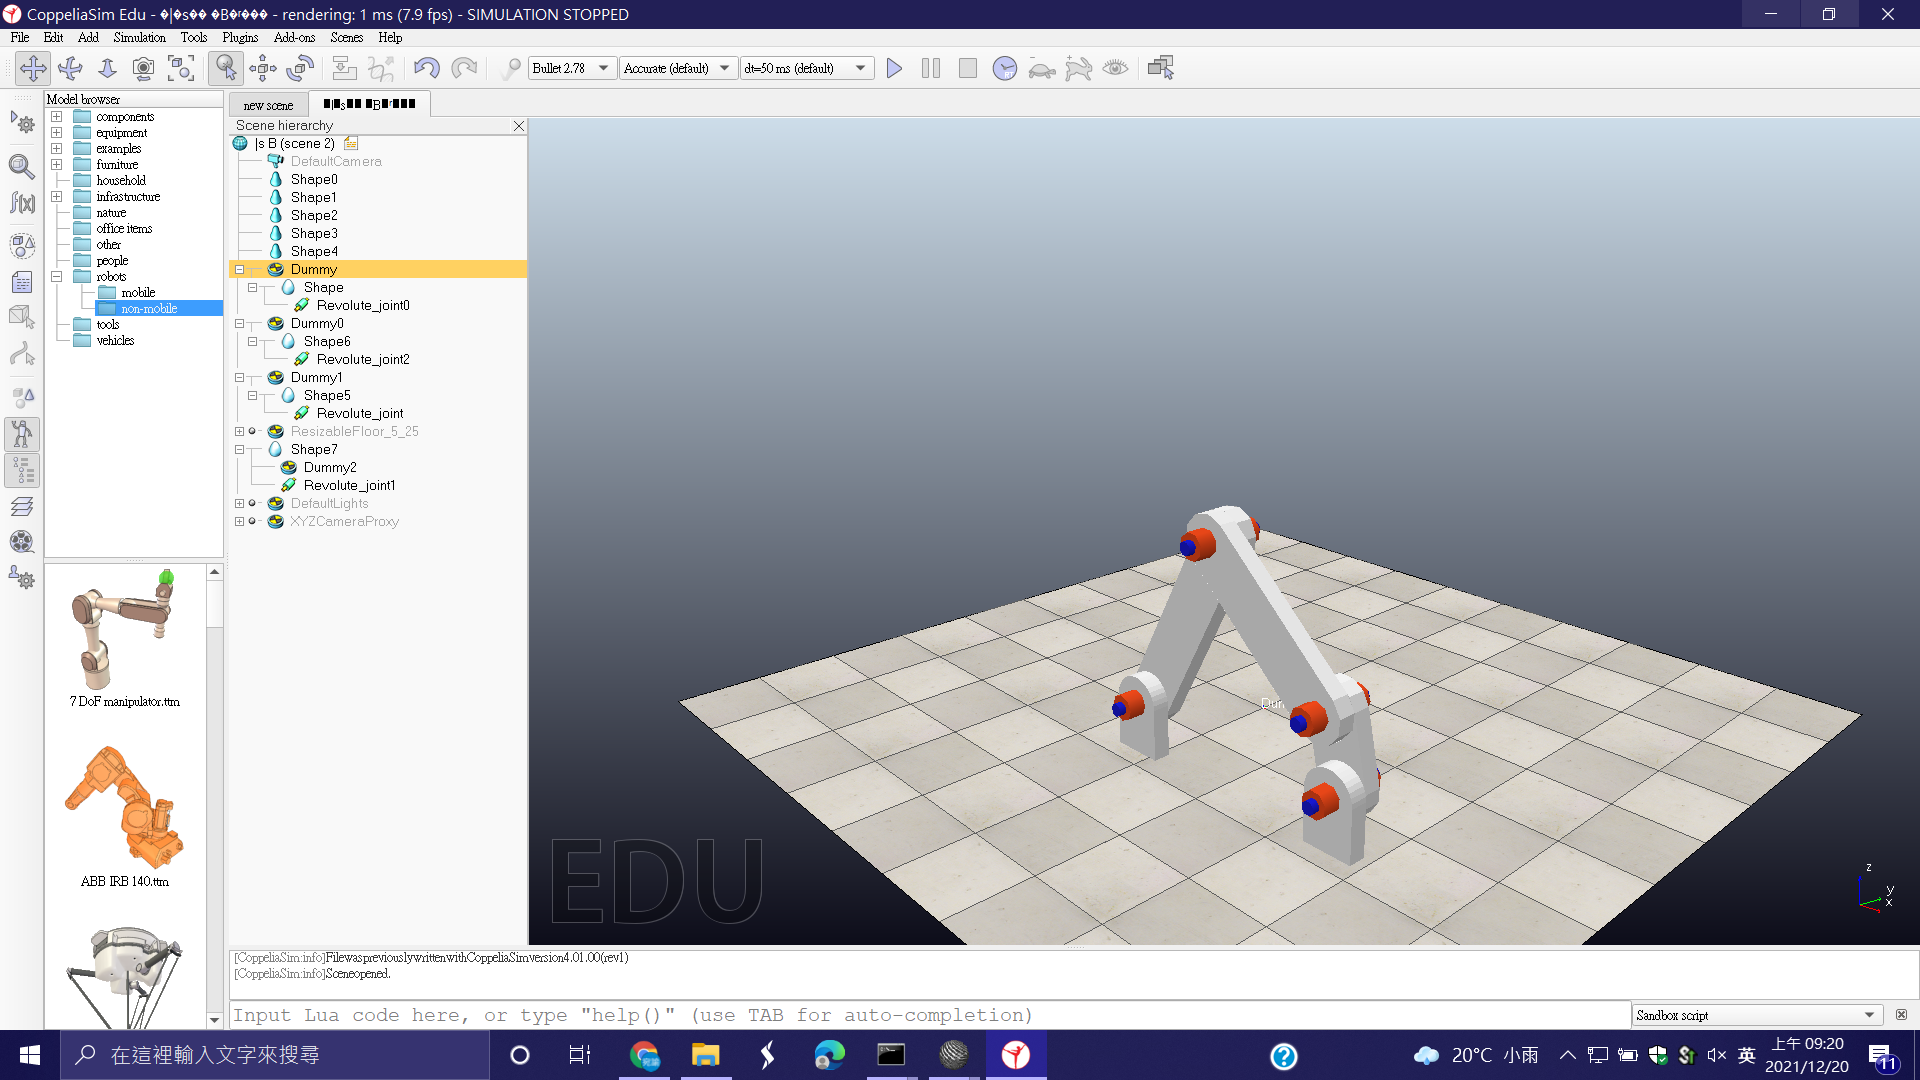 CoppeliaSim Edu - �|�s�� �B�ʳ��� - rendering: 1 ms (7.9 fps) - SIMULATION STOPPED
File Edit Add Simulation Tools Plugins Add-ons Scenes Help
Bullet 2.78 Accurate (default) dt=50 ms (default)
Model browser
components
equipment
examples
furniture
household
infrastructure
nature
office items
other
people
robots
mobile
non-mobile
tools
vehicles
7 DoF manipulator.ttm
ABB IRB 140.ttm
new scene
Scene hierarchy
|s B (scene 2)
DefaultCamera
Shape0
Shape1
Shape2
Shape3
Shape4
Dummy
Shape
Revolute_joint0
Dummy0
Shape6
Revolute_joint2
Dummy1
Shape5
Revolute_joint
ResizableFloor_5_25
Shape7
Dummy2
Revolute_joint1
DefaultLights
XYZCameraProxy
EDU
z
y
x
[CoppeliaSim:info]FilewaspreviouslywrittenwithCoppeliaSimversion4.01.00(rev1)
[CoppeliaSim:info]Sceneopened.
Input Lua code here, or type "help()" (use TAB for auto-completion)
Sandbox script
在這裡輸入文字來搜尋
20°C 小雨
英
上午 09:20
2021/12/20
11